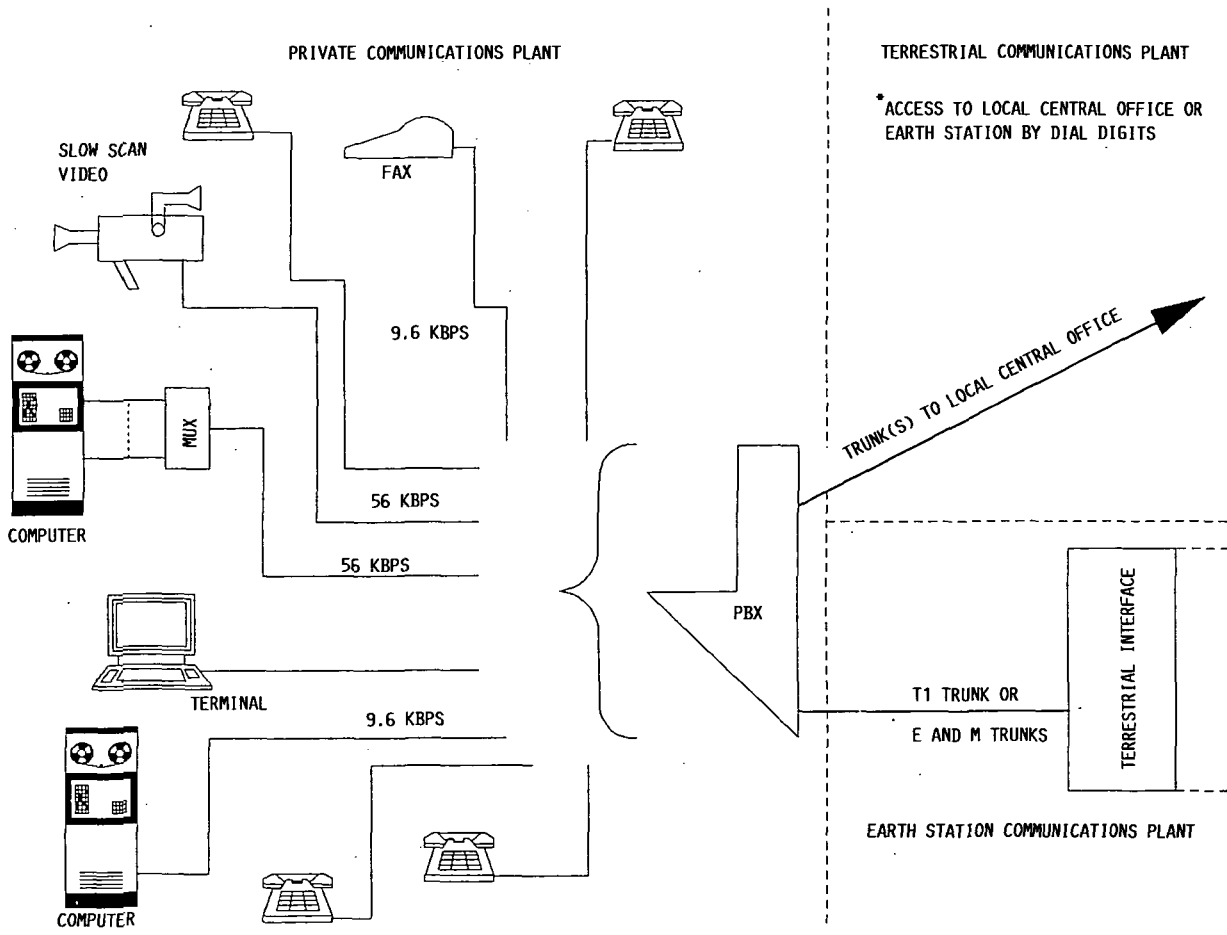 PRIVATE COMMUNICATIONS PLANT
TERRESTRIAL COMMUNICATIONS PLANT
*ACCESS TO LOCAL CENTRAL OFFICE OR
EARTH STATION BY DIAL DIGITS
SLOW SCAN
VIDEO
FAX
9.6 KBPS
TRUNK(S) TO LOCAL CENTRAL OFFICE
MUX
56 KBPS
COMPUTER
56 KBPS
PBX
TERMINAL
TERRESTRIAL INTERFACE
T1 TRUNK OR
E AND M TRUNKS
9.6 KBPS
EARTH STATION COMMUNICATIONS PLANT
COMPUTER